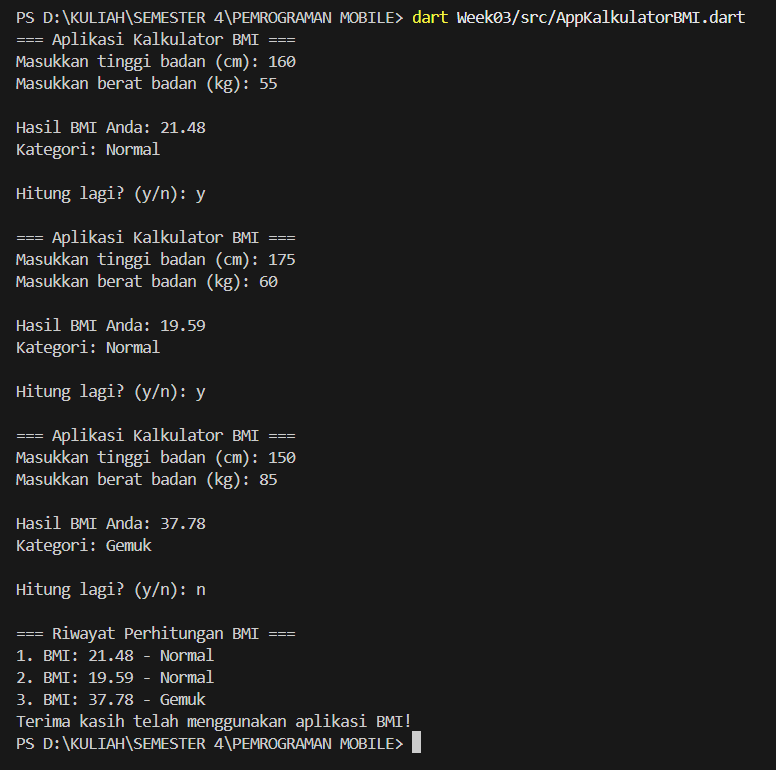 PS D:\KULIAH\SEMESTER 4\PEMROGRAMAN MOBILE> dart Week03/src/AppKalkulatorBMI.dart
=== Aplikasi Kalkulator BMI ===
Masukkan tinggi badan (cm): 160
Masukkan berat badan (kg): 55
Hasil BMI Anda: 21.48
Kategori: Normal
Hitung lagi? (y/n): y
=== Aplikasi Kalkulator BMI ===
Masukkan tinggi badan (cm): 175
Masukkan berat badan (kg): 60
Hasil BMI Anda: 19.59
Kategori: Normal
Hitung lagi? (y/n): y
=== Aplikasi Kalkulator BMI ===
Masukkan tinggi badan (cm): 150
Masukkan berat badan (kg): 85
Hasil BMI Anda: 37.78
Kategori: Gemuk
Hitung lagi? (y/n): n
=== Riwayat Perhitungan BMI ===
1. BMI: 21.48 - Normal
2. BMI: 19.59 - Normal
3. BMI: 37.78 - Gemuk
Terima kasih telah menggunakan aplikasi BMI!
PS D:\KULIAH\SEMESTER 4\PEMROGRAMAN MOBILE>